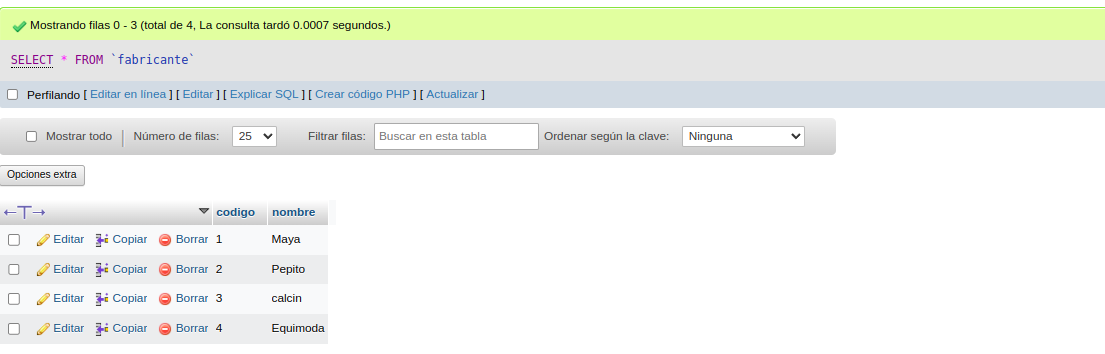 Mostrando filas 0 - 3 (total de 4, La consulta tardó 0.0007 segundos.)
SELECT * FROM `fabricante`
Perfilando [ Editar en línea ] [ Editar ] [ Explicar SQL ] [ Crear código PHP ] [ Actualizar ]
Mostrar todo | Número de filas: 25 Filtrar filas: Buscar en esta tabla Ordenar según la clave: Ninguna
Opciones extra
←T→ codigo nombre
Editar Copiar Borrar 1 Maya
Editar Copiar Borrar 2 Pepito
Editar Copiar Borrar 3 calcin
Editar Copiar Borrar 4 Equimoda